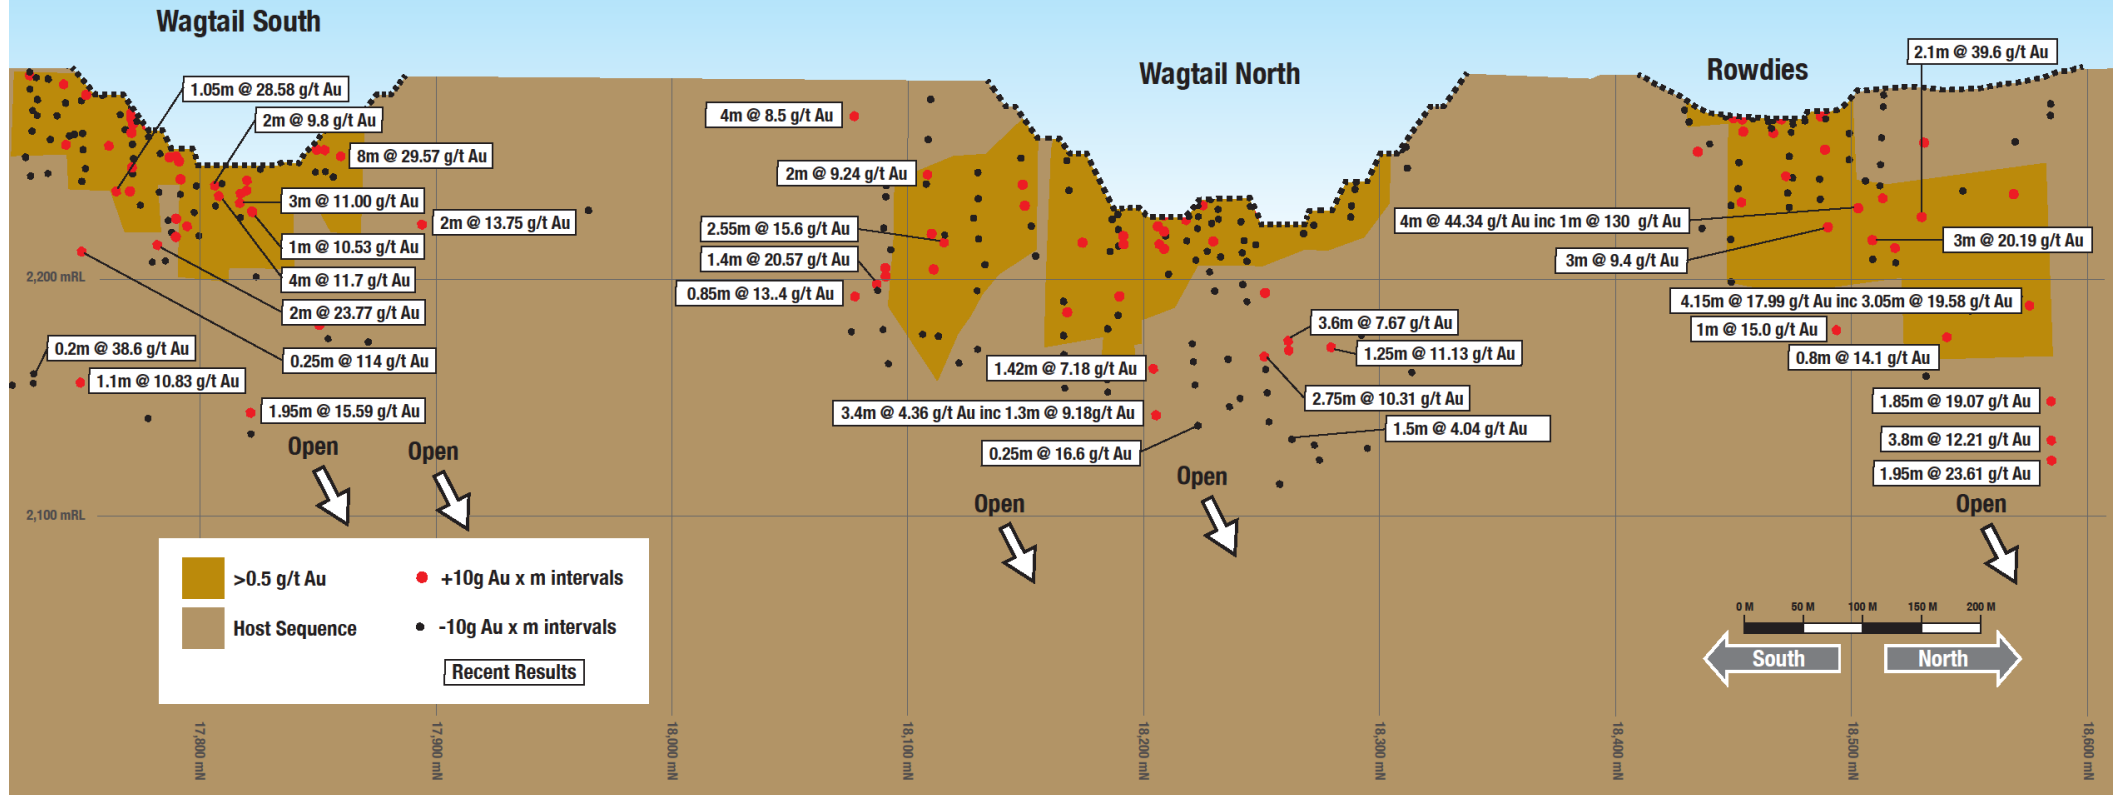 Wagtail South
Wagtail North
Rowdies
1.05m @ 28.58 g/t Au
2m @ 9.8 g/t Au
8m @ 29.57 g/t Au
3m @ 11.00 g/t Au
2m @ 13.75 g/t Au
1m @ 10.53 g/t Au
4m @ 11.7 g/t Au
2m @ 23.77 g/t Au
0.25m @ 114 g/t Au
0.2m @ 38.6 g/t Au
1.1m @ 10.83 g/t Au
1.95m @ 15.59 g/t Au
Open
Open
4m @ 8.5 g/t Au
2m @ 9.24 g/t Au
2.55m @ 15.6 g/t Au
1.4m @ 20.57 g/t Au
0.85m @ 13..4 g/t Au
3.6m @ 7.67 g/t Au
1.25m @ 11.13 g/t Au
1.42m @ 7.18 g/t Au
2.75m @ 10.31 g/t Au
3.4m @ 4.36 g/t Au inc 1.3m @ 9.18g/t Au
1.5m @ 4.04 g/t Au
0.25m @ 16.6 g/t Au
Open
Open
2.1m @ 39.6 g/t Au
4m @ 44.34 g/t Au inc 1m @ 130 g/t Au
3m @ 20.19 g/t Au
3m @ 9.4 g/t Au
4.15m @ 17.99 g/t Au inc 3.05m @ 19.58 g/t Au
1m @ 15.0 g/t Au
0.8m @ 14.1 g/t Au
1.85m @ 19.07 g/t Au
3.8m @ 12.21 g/t Au
1.95m @ 23.61 g/t Au
Open
2,200 mRL
2,100 mRL
>0.5 g/t Au
+10g Au x m intervals
Host Sequence
-10g Au x m intervals
Recent Results
0 M 50 M 100 M 150 M 200 M
South
North
17,800 mN
17,900 mN
18,000 mN
18,100 mN
18,200 mN
18,300 mN
18,400 mN
18,500 mN
18,600 mN